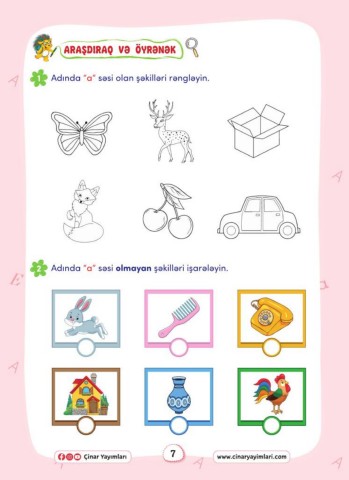 ARAŞDIRAQ VƏ ÖYRƏNƏK
1 Adında "a" səsi olan şəkilləri rəngləyin.
2 Adında "a" səsi olmayan şəkilləri işarələyin.
Çinar Yayımları
7
www.cinaryayimlari.com